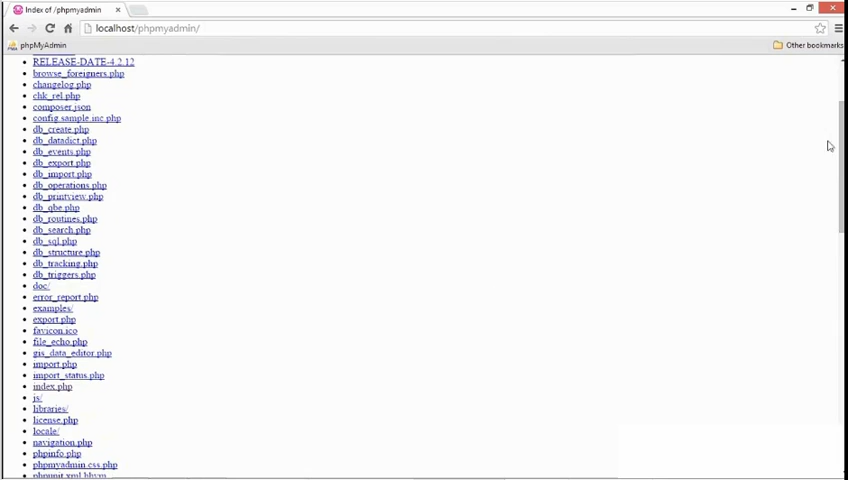 Index of /phpmyadmin
localhost/phpmyadmin/
phpMyAdmin
Other bookmarks
RELEASE-DATE-4.2.12
browse_foreigners.php
changelog.php
chk_rel.php
composer.json
config.sample.inc.php
db_create.php
db_datadict.php
db_events.php
db_export.php
db_import.php
db_operations.php
db_printview.php
db_qbe.php
db_routines.php
db_search.php
db_sql.php
db_structure.php
db_tracking.php
db_triggers.php
doc/
error_report.php
examples/
export.php
favicon.ico
file_echo.php
gis_data_editor.php
import.php
import_status.php
index.php
js/
libraries/
license.php
locale/
navigation.php
phpinfo.php
phpmyadmin.css.php